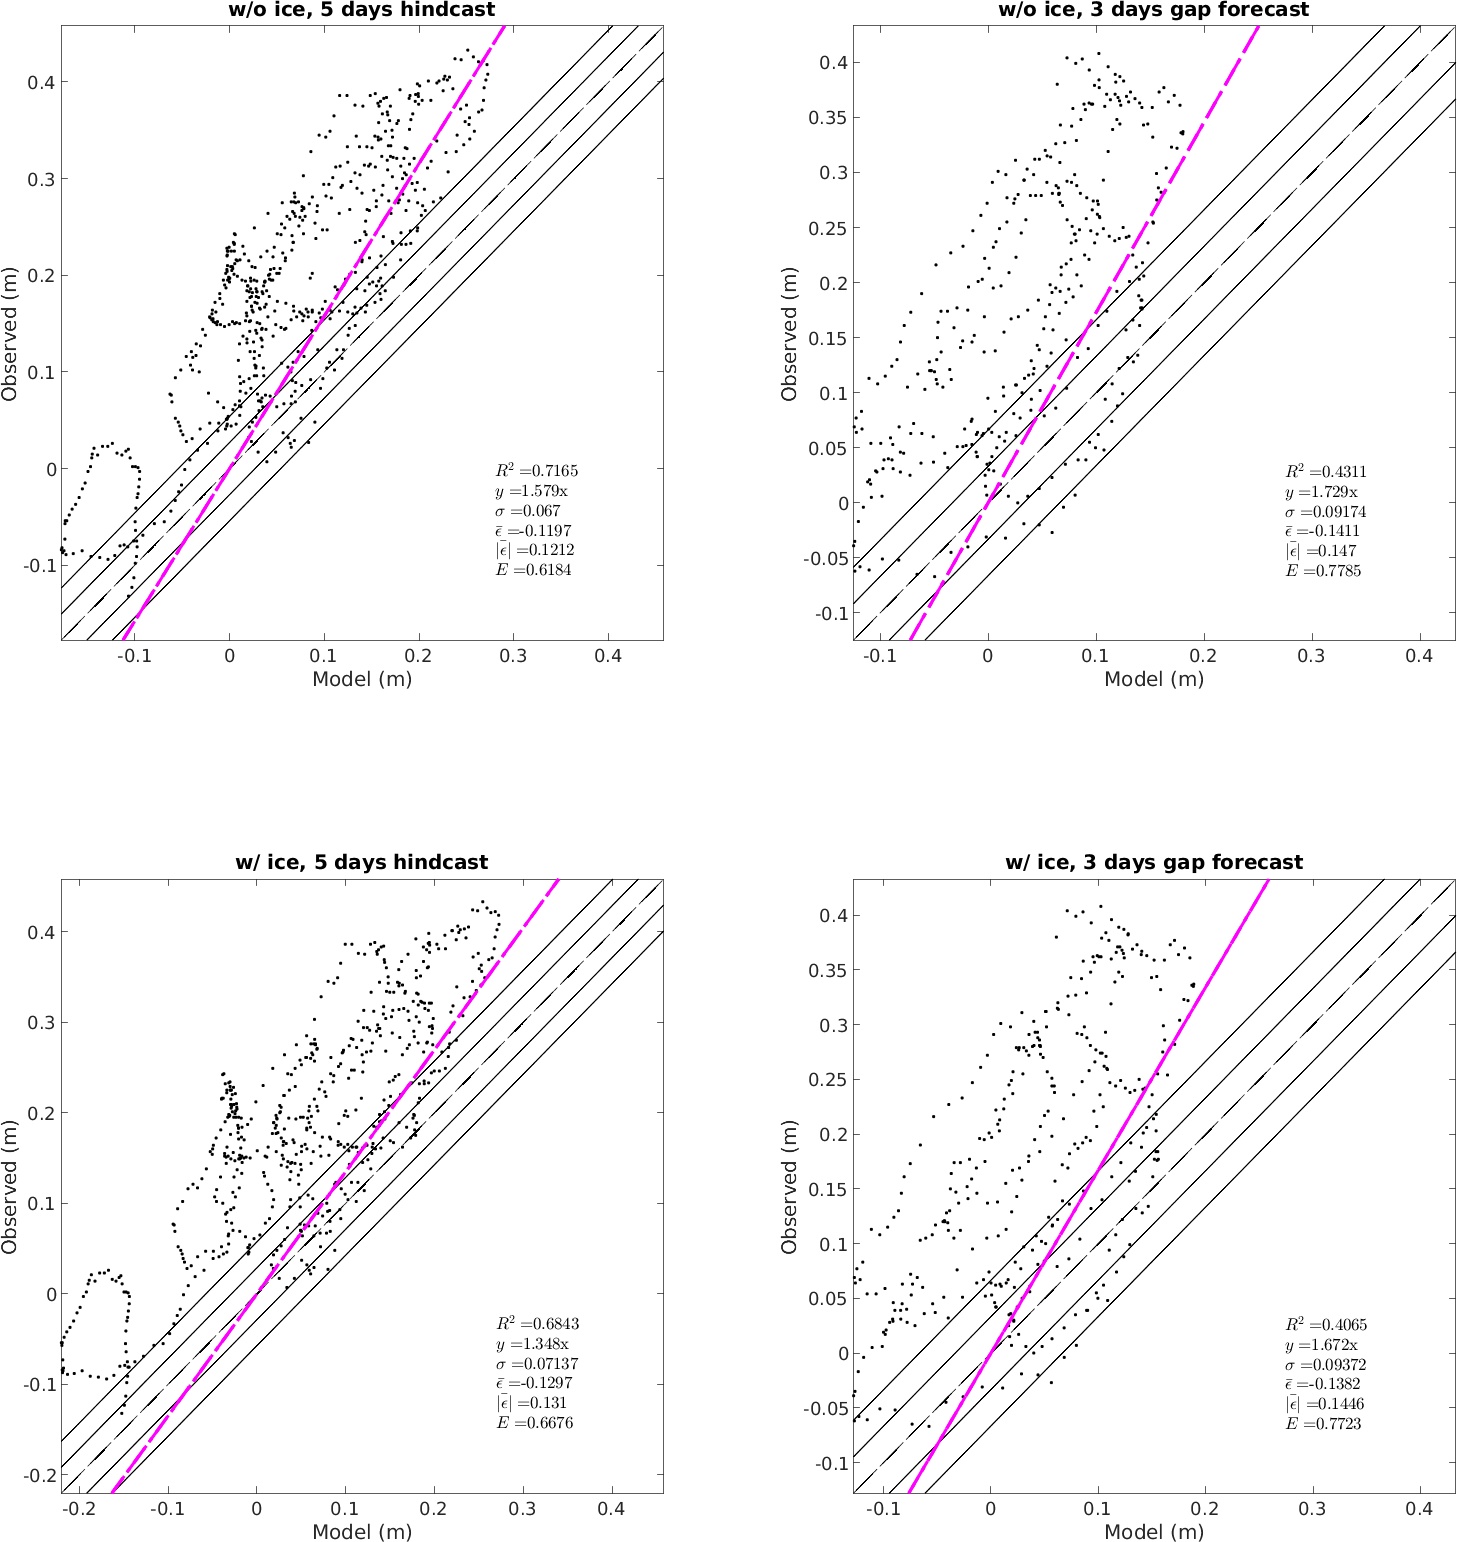 w/o ice, 5 days hindcast
0.4
0.3
0.2
0.1
0
-0.1
Observed (m)
R² =0.7165
y =1.579x
σ =0.067
ε̄ =-0.1197
|ε̄| =0.1212
E =0.6184
-0.1 0 0.1 0.2 0.3 0.4
Model (m)
w/o ice, 3 days gap forecast
0.4
0.35
0.3
0.25
0.2
0.15
0.1
0.05
0
-0.05
-0.1
Observed (m)
R² =0.4311
y =1.729x
σ =0.09174
ε̄ =-0.1411
|ε̄| =0.147
E =0.7785
-0.1 0 0.1 0.2 0.3 0.4
Model (m)
w/ ice, 5 days hindcast
0.4
0.3
0.2
0.1
0
-0.1
-0.2
Observed (m)
R² =0.6843
y =1.348x
σ =0.07137
ε̄ =-0.1297
|ε̄| =0.131
E =0.6676
-0.2 -0.1 0 0.1 0.2 0.3 0.4
Model (m)
w/ ice, 3 days gap forecast
0.4
0.35
0.3
0.25
0.2
0.15
0.1
0.05
0
-0.05
-0.1
Observed (m)
R² =0.4065
y =1.672x
σ =0.09372
ε̄ =-0.1382
|ε̄| =0.1446
E =0.7723
-0.1 0 0.1 0.2 0.3 0.4
Model (m)